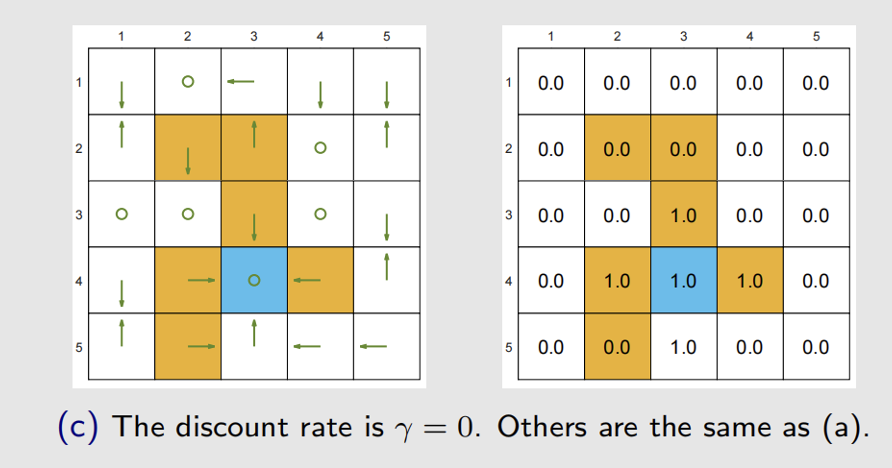 1 2 3 4 5
1
2
3
4
5
1 2 3 4 5
1 0.0 0.0 0.0 0.0 0.0
2 0.0 0.0 0.0 0.0 0.0
3 0.0 0.0 1.0 0.0 0.0
4 0.0 1.0 1.0 1.0 0.0
5 0.0 0.0 1.0 0.0 0.0
(c) The discount rate is γ = 0. Others are the same as (a).